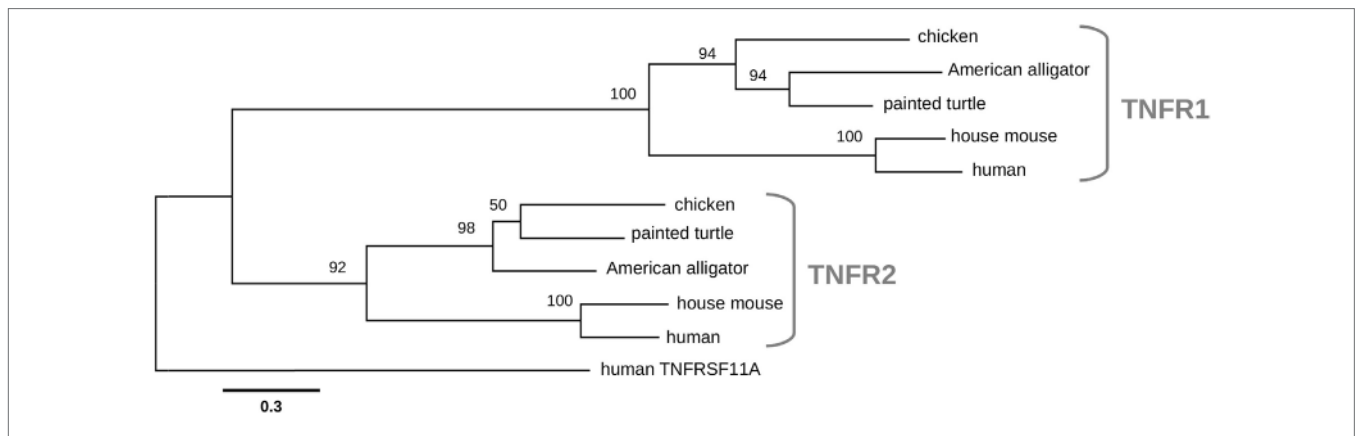 chicken
94
American alligator
94
painted turtle
100
TNFR1
house mouse
100
human
chicken
50
painted turtle
98
American alligator
92
TNFR2
house mouse
100
human
human TNFRSF11A
0.3